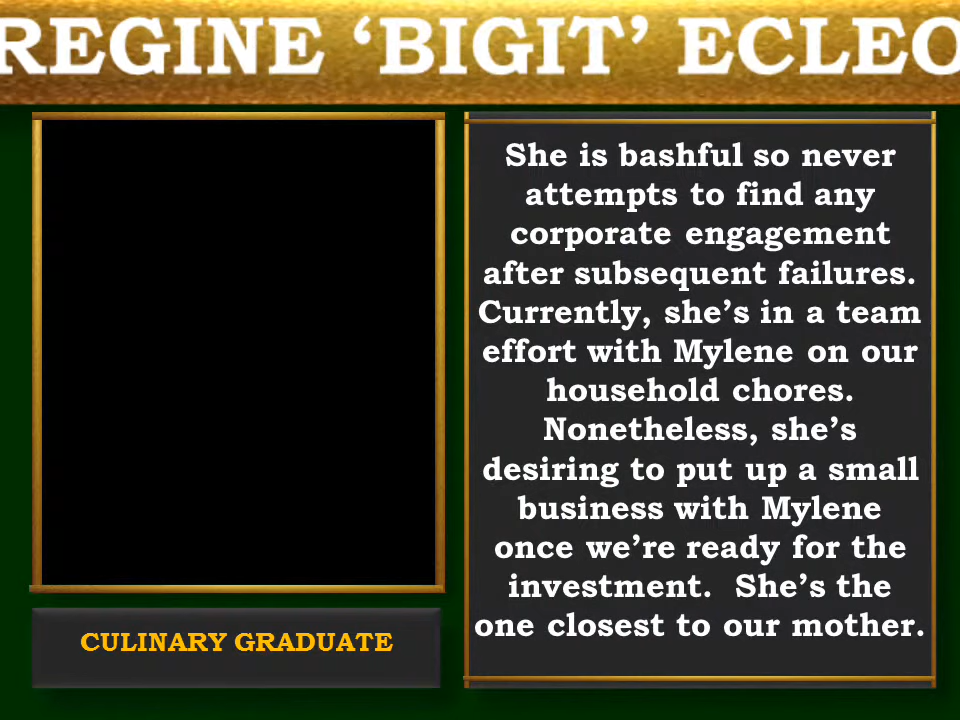 REGINE ‘BIGIT’ ECLEO
She is bashful so never
attempts to find any
corporate engagement
after subsequent failures.
Currently, she’s in a team
effort with Mylene on our
household chores.
Nonetheless, she’s
desiring to put up a small
business with Mylene
once we’re ready for the
investment.  She’s the
one closest to our mother.
CULINARY GRADUATE